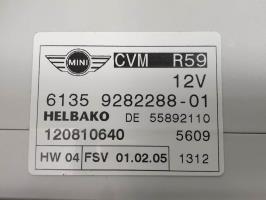 MINI CVM R59
12V
6135 9282288-01
HELBAKO DE 55892110
120810640 5609
HW 04 FSV 01.02.05 1312